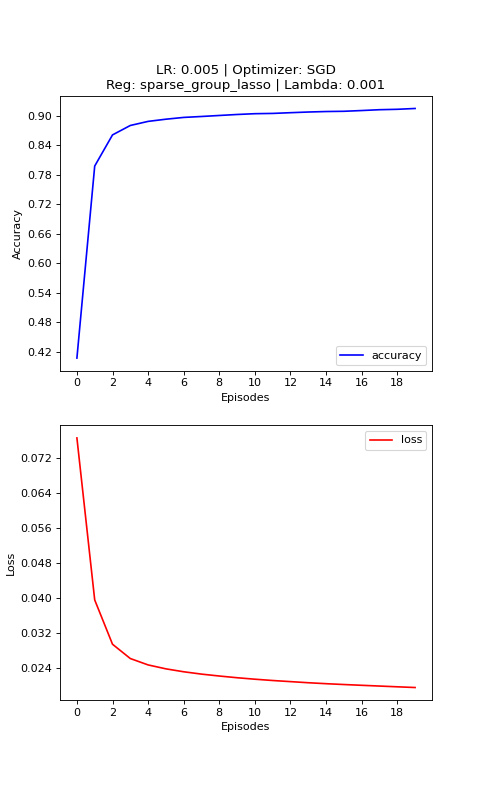 LR: 0.005 | Optimizer: SGD
Reg: sparse_group_lasso | Lambda: 0.001
0.90
0.84
0.78
0.72
0.66
0.60
0.54
0.48
0.42
Accuracy
accuracy
0 2 4 6 8 10 12 14 16 18
Episodes
loss
0.072
0.064
0.056
0.048
0.040
0.032
0.024
Loss
0 2 4 6 8 10 12 14 16 18
Episodes